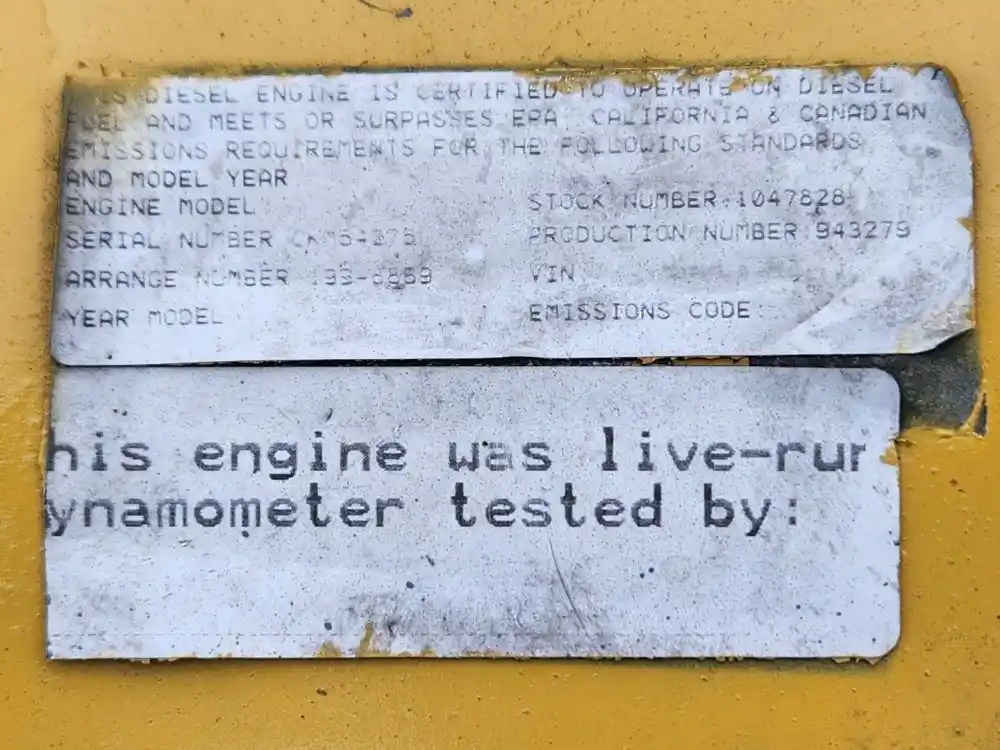 THIS DIESEL ENGINE IS CERTIFIED TO OPERATE ON DIESEL
FUEL AND MEETS OR SURPASSES EPA, CALIFORNIA & CANADIAN
EMISSIONS REQUIREMENTS FOR THE FOLLOWING STANDARDS
AND MODEL YEAR
ENGINE MODEL
STOCK NUMBER:1047828
SERIAL NUMBER
PRODUCTION NUMBER:943279
ARRANGE NUMBER
VIN
YEAR MODEL
EMISSIONS CODE:
his engine was live-run
ynamometer tested by: